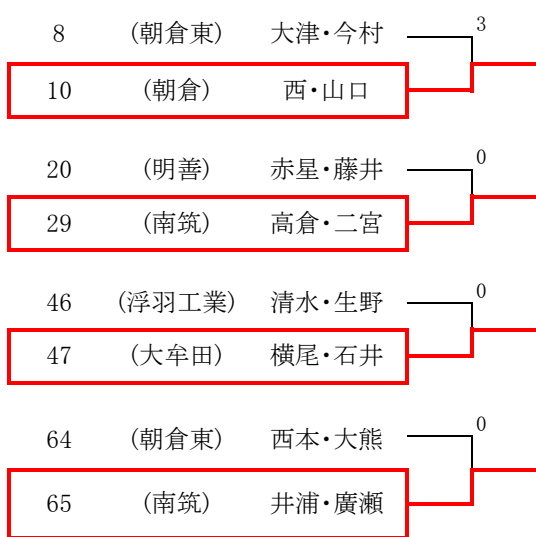 8 (朝倉東) 大津・今村 3
10 (朝倉) 西・山口
20 (明善) 赤星・藤井 0
29 (南筑) 高倉・二宮
46 (浮羽工業) 清水・生野 0
47 (大牟田) 横尾・石井
64 (朝倉東) 西本・大熊 0
65 (南筑) 井浦・廣瀬